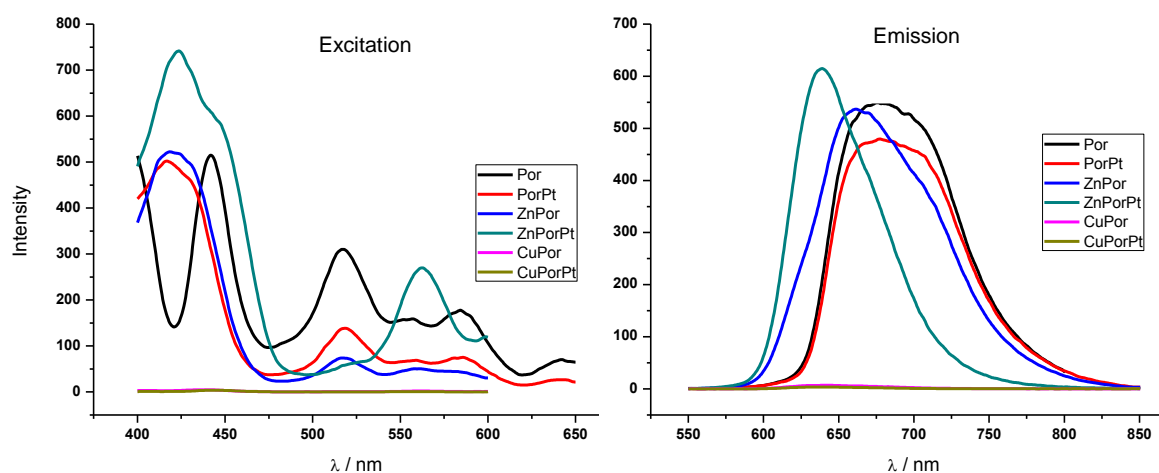 Excitation
Intensity
800
700
600
500
400
300
200
100
0
400 450 500 550 600 650
λ / nm
Por
PorPt
ZnPor
ZnPorPt
CuPor
CuPorPt
Emission
700
600
500
400
300
200
100
0
550 600 650 700 750 800 850
λ / nm
Por
PorPt
ZnPor
ZnPorPt
CuPor
CuPorPt